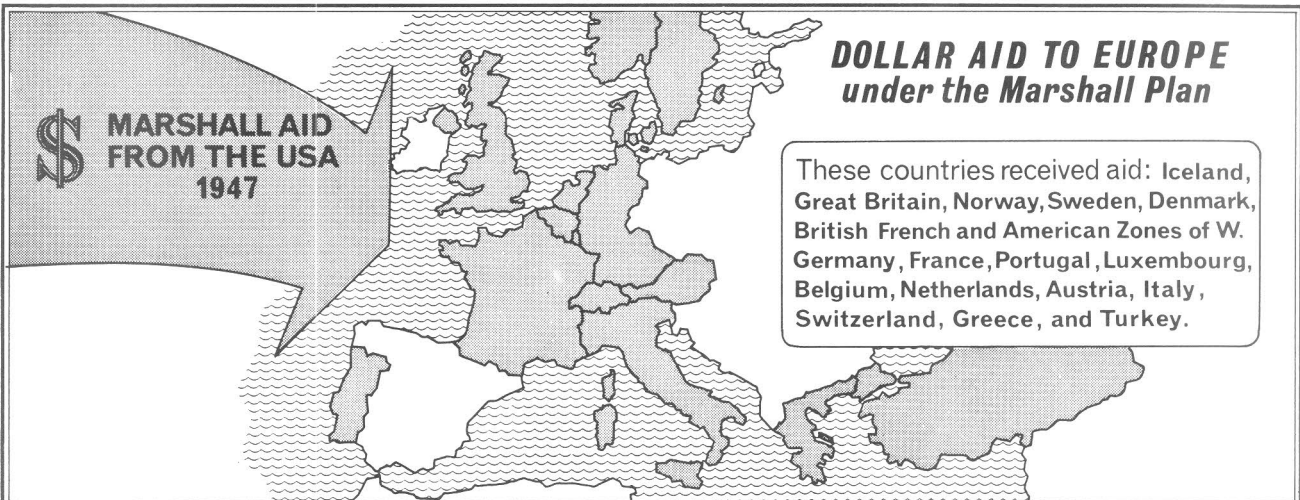 $ MARSHALL AID
FROM THE USA
1947
DOLLAR AID TO EUROPE
under the Marshall Plan
These countries received aid: Iceland,
Great Britain, Norway, Sweden, Denmark,
British French and American Zones of W.
Germany, France, Portugal, Luxembourg,
Belgium, Netherlands, Austria, Italy,
Switzerland, Greece, and Turkey.